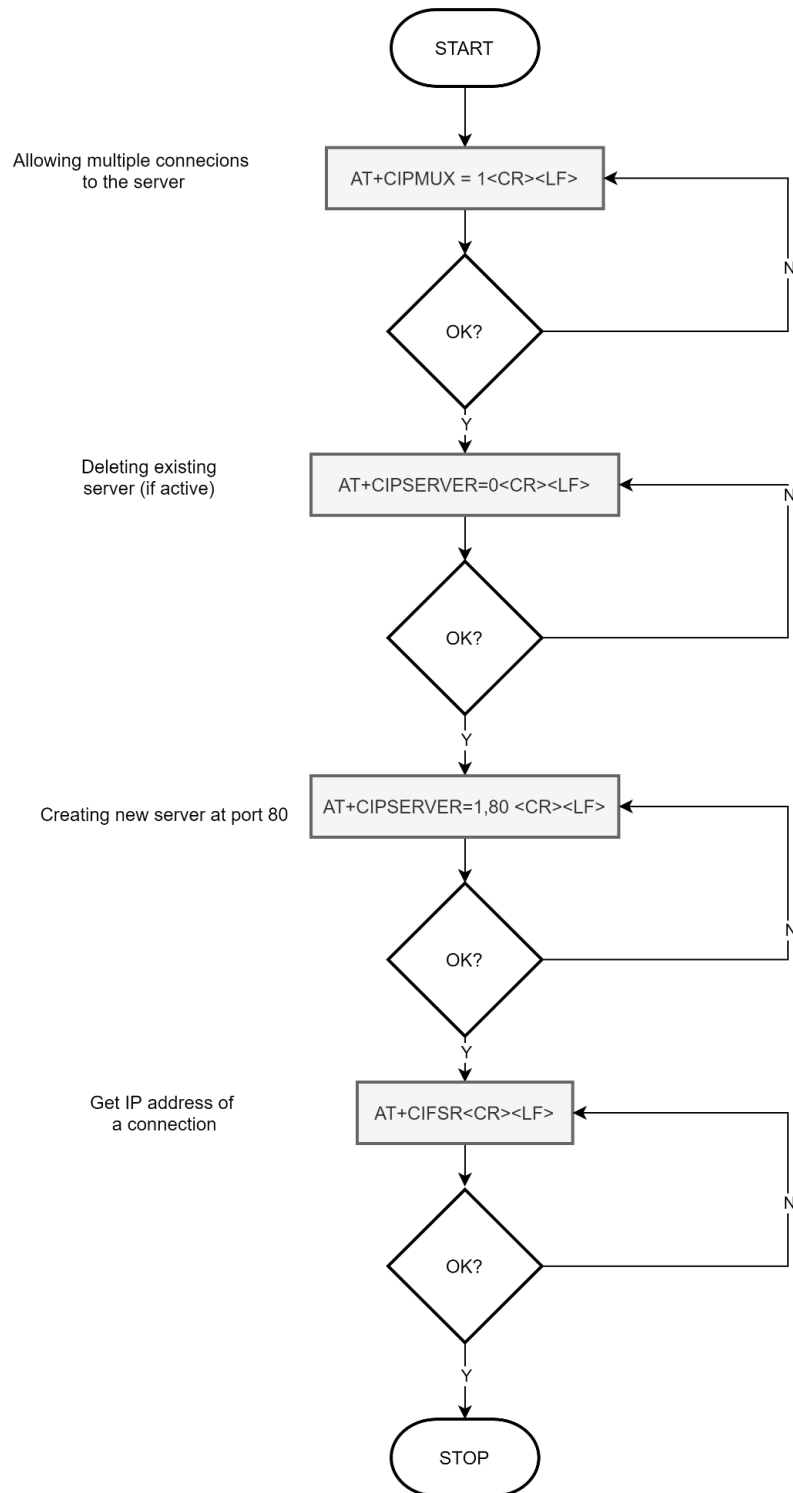 START
Allowing multiple connecions
to the server
AT+CIPMUX = 1<CR><LF>
N
OK?
Y
Deleting existing
server (if active)
AT+CIPSERVER=0<CR><LF>
N
OK?
Y
Creating new server at port 80
AT+CIPSERVER=1,80 <CR><LF>
N
OK?
Y
Get IP address of
a connection
AT+CIFSR<CR><LF>
N
OK?
Y
STOP